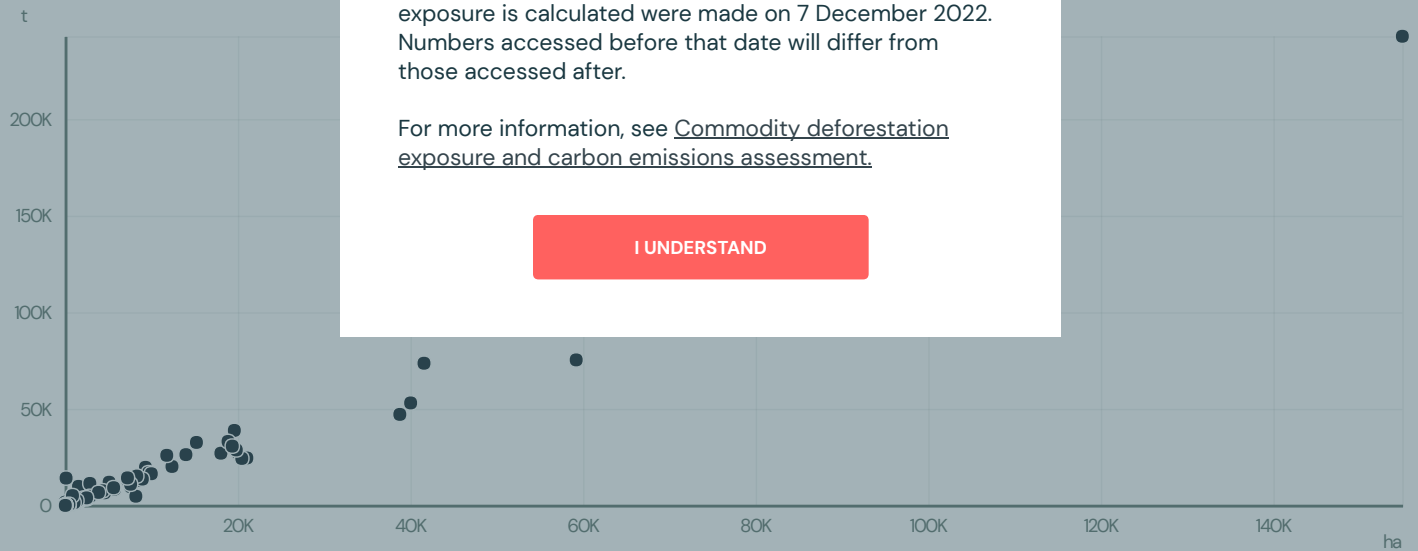 t
exposure is calculated were made on 7 December 2022.
Numbers accessed before that date will differ from
those accessed after.
For more information, see Commodity deforestation
exposure and carbon emissions assessment.
I UNDERSTAND
200K
150K
100K
50K
0
20K 40K 60K 80K 100K 120K 140K
ha